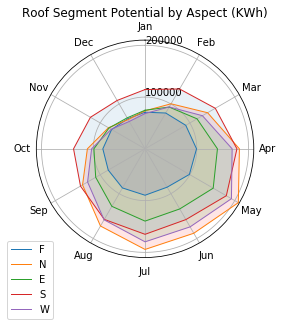 Roof Segment Potential by Aspect (KWh)
Jan
200000
Dec
Feb
Nov
100000
Mar
Oct
Apr
Sep
May
Aug
Jun
Jul
F
N
E
S
W